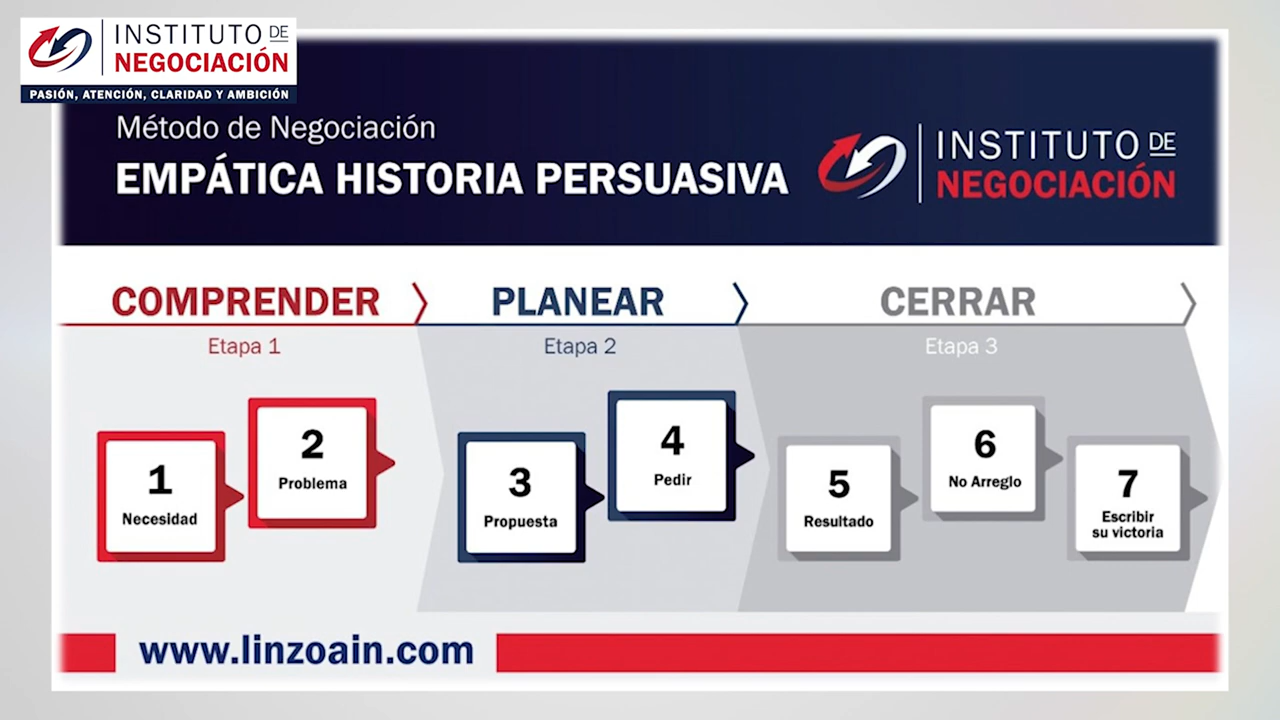 INSTITUTO DE
NEGOCIACIÓN
PASIÓN, ATENCIÓN, CLARIDAD Y AMBICIÓN
Método de Negociación
EMPÁTICA HISTORIA PERSUASIVA
INSTITUTO DE
NEGOCIACIÓN
COMPRENDER
Etapa 1
1
Necesidad
2
Problema
PLANEAR
Etapa 2
3
Propuesta
4
Pedir
CERRAR
Etapa 3
5
Resultado
6
No Arreglo
7
Escribir
su victoria
www.linzoain.com